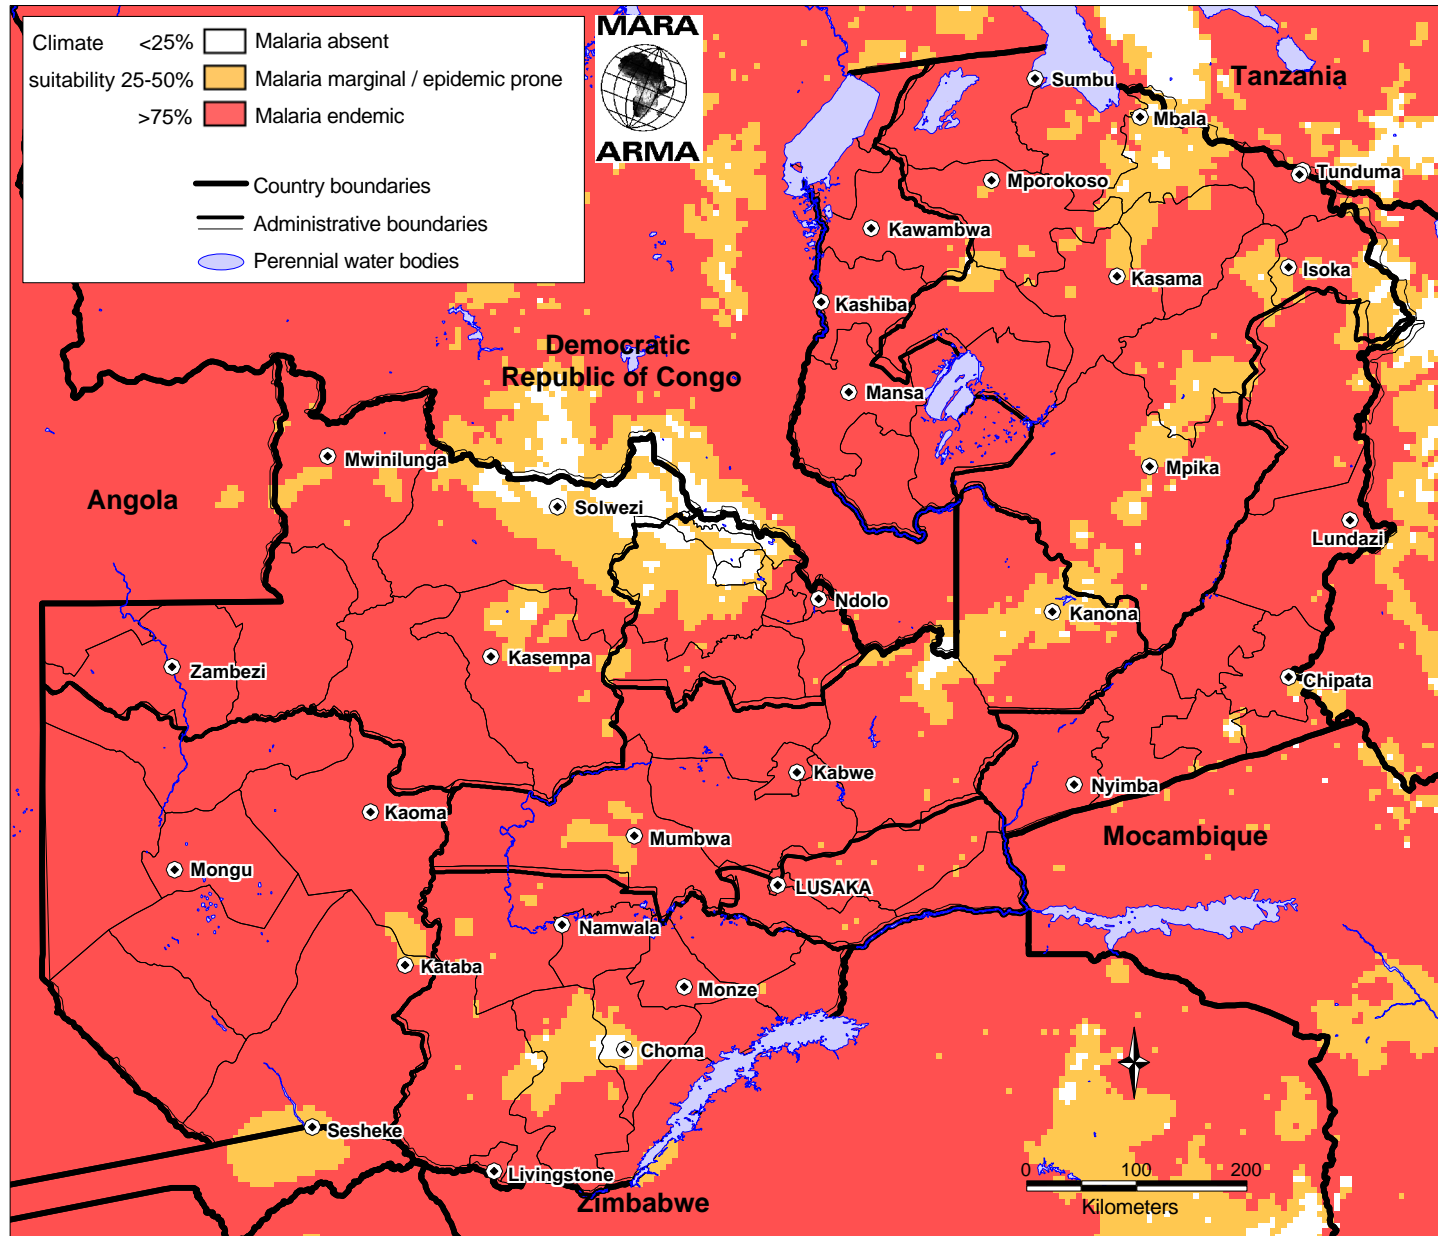 Climate <25% Malaria absent
suitability 25-50% Malaria marginal / epidemic prone
>75% Malaria endemic
Country boundaries
Administrative boundaries
Perennial water bodies
MARA
ARMA
Tanzania
Sumbu
Mbala
Tunduma
Mporokoso
Kawambwa
Isoka
Kasama
Kashiba
Democratic
Republic of Congo
Mansa
Mwinilunga
Mpika
Angola
Solwezi
Lundazi
Ndolo
Kanona
Kasempa
Zambezi
Chipata
Kabwe
Nyimba
Kaoma
Mumbwa
Mocambique
Mongu
LUSAKA
Namwala
Kataba
Monze
Choma
Sesheke
Livingstone
Zimbabwe
0 100 200
Kilometers